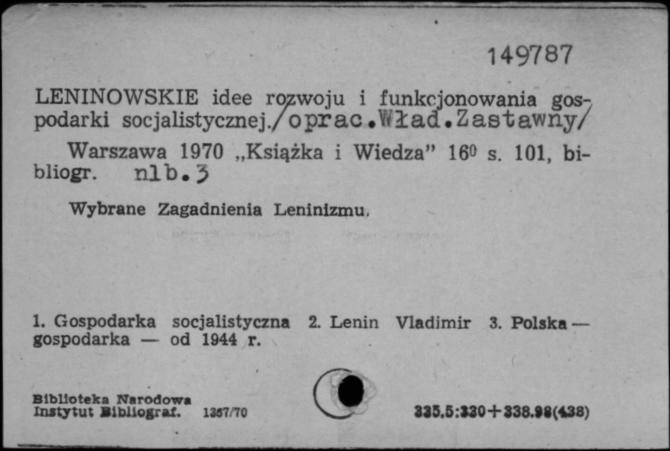 149787
LENINOWSKIE idee rozwoju i funkcjonowania gos-
podarki socjalistycznej./oprac.Wład.Zastawny/
Warszawa 1970 „Książka i Wiedza” 16⁰ s. 101, bi-
bliogr. nlb.3
Wybrane Zagadnienia Leninizmu.
1. Gospodarka socjalistyczna 2. Lenin Vladimir 3. Polska —
gospodarka — od 1944 r.
Biblioteka Narodowa
Instytut Bibliograf. 1367/70 335.5:330+338.98(438)